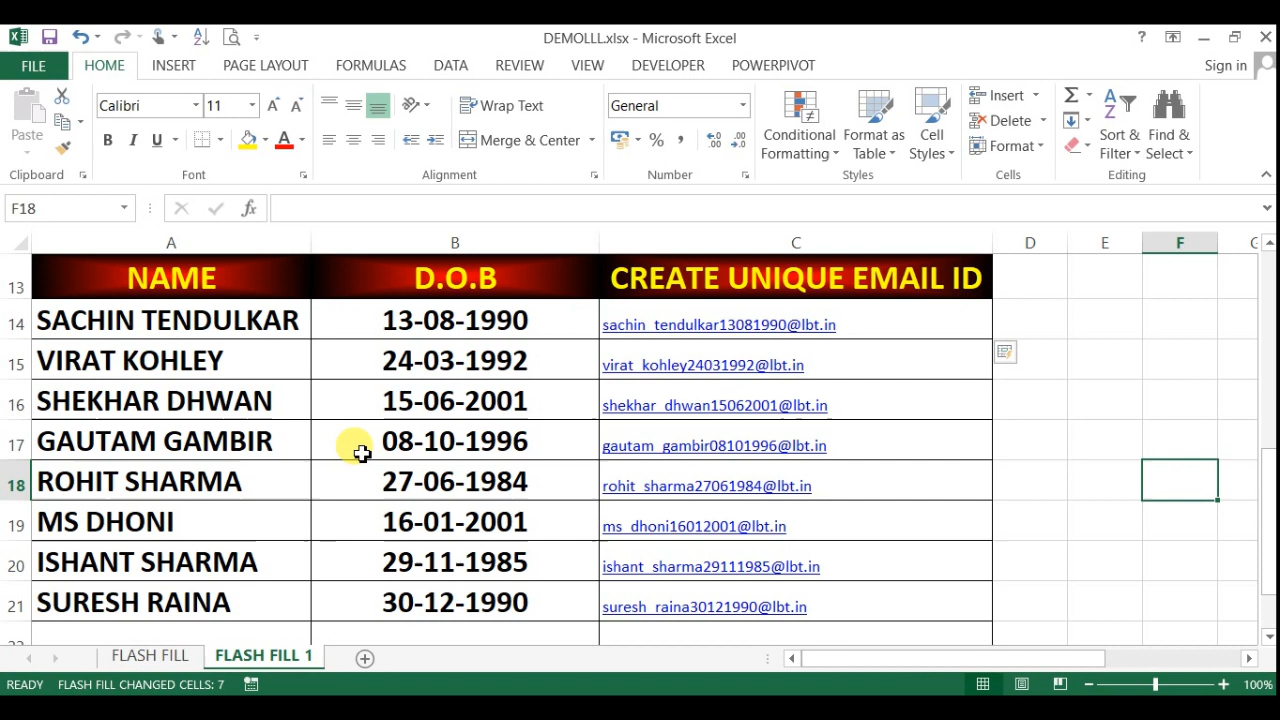 DEMOLLL.xlsx - Microsoft Excel
?
FILE HOME INSERT PAGE LAYOUT FORMULAS DATA REVIEW VIEW DEVELOPER POWERPIVOT Sign in
Paste
Calibri 11
B I U
Wrap Text
Merge & Center
General
%
Conditional Formatting
Format as Table
Cell Styles
Insert
Delete
Format
Sort & Filter
Find & Select
Clipboard Font Alignment Number Styles Cells Editing
F18 fx
A B C D E F G
13 NAME D.O.B CREATE UNIQUE EMAIL ID
14 SACHIN TENDULKAR 13-08-1990 sachin_tendulkar13081990@lbt.in
15 VIRAT KOHLEY 24-03-1992 virat_kohley24031992@lbt.in
16 SHEKHAR DHWAN 15-06-2001 shekhar_dhwan15062001@lbt.in
17 GAUTAM GAMBIR 08-10-1996 gautam_gambir08101996@lbt.in
18 ROHIT SHARMA 27-06-1984 rohit_sharma27061984@lbt.in
19 MS DHONI 16-01-2001 ms_dhoni16012001@lbt.in
20 ISHANT SHARMA 29-11-1985 ishant_sharma29111985@lbt.in
21 SURESH RAINA 30-12-1990 suresh_raina30121990@lbt.in
FLASH FILL FLASH FILL 1
READY FLASH FILL CHANGED CELLS: 7 100%